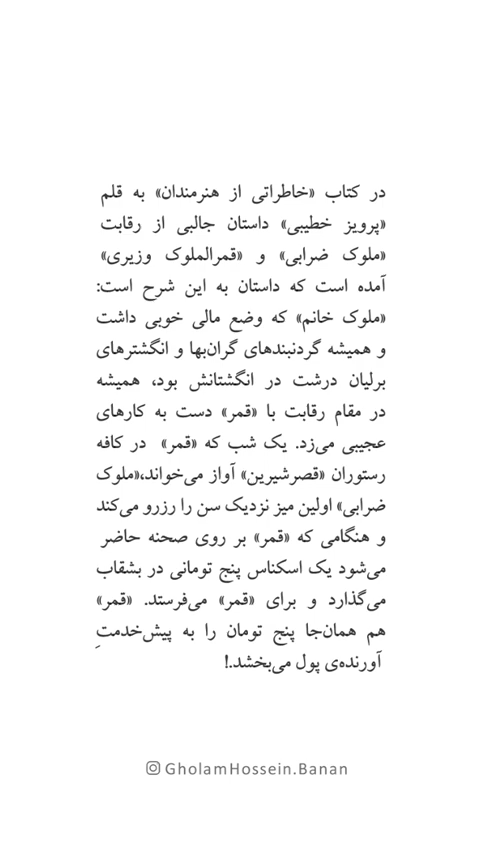 در کتاب «خاطراتی از هنرمندان» به قلم
«پرویز خطیبی» داستان جالبی از رقابت
«ملوک ضرابی» و «قمرالملوک وزیری»
آمده است که داستان به این شرح است:
«ملوک خانم» که وضع مالی خوبی داشت
و همیشه گردنبندهای گران‌بها و انگشترهای
برلیان درشت در انگشتانش بود، همیشه
در مقام رقابت با «قمر» دست به کارهای
عجیبی می‌زد. یک شب که «قمر» در کافه
رستوران «قصرشیرین» آواز می‌خواند،«ملوک
ضرابی» اولین میز نزدیک سن را رزرو می‌کند
و هنگامی که «قمر» بر روی صحنه حاضر
می‌شود یک اسکناس پنج تومانی در بشقاب
می‌گذارد و برای «قمر» می‌فرستد. «قمر»
هم همان‌جا پنج تومان را به پیش‌خدمتِ
آورنده‌ی پول می‌بخشد.!
GholamHossein.Banan